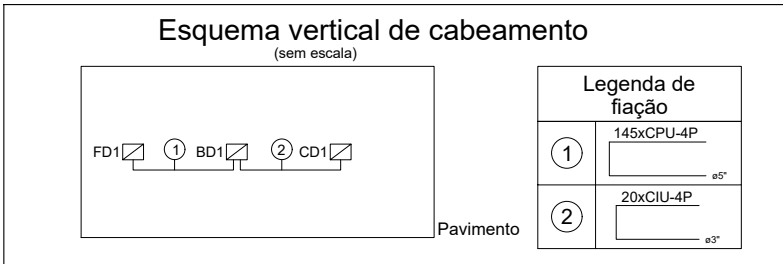 Esquema vertical de cabeamento
(sem escala)
FD1 1 BD1 2 CD1
Pavimento
Legenda de
fiação
1
145xCPU-4P
ø5"
2
20xCIU-4P
ø3"